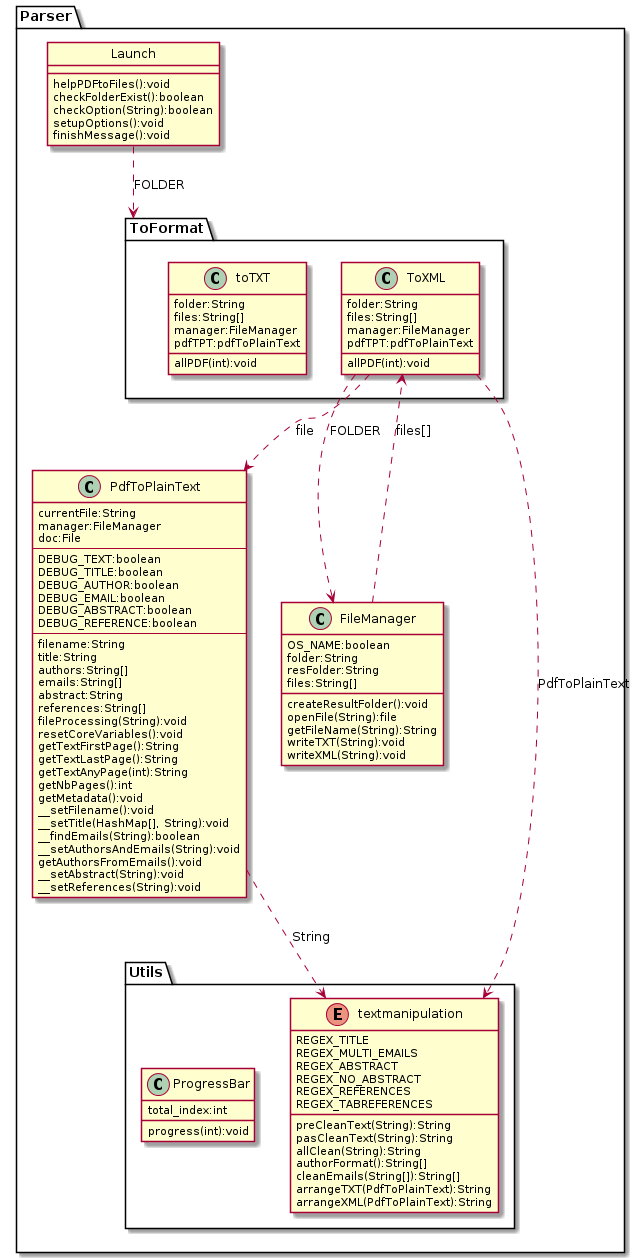 Parser
Launch
helpPDFtoFiles():void
checkFolderExist():boolean
checkOption(String):boolean
setupOptions():void
finishMessage():void
FOLDER
ToFormat
C toTXT
folder:String
files:String[]
manager:FileManager
pdfTPT:pdfToPlainText
allPDF(int):void
C ToXML
folder:String
files:String[]
manager:FileManager
pdfTPT:pdfToPlainText
allPDF(int):void
file
FOLDER
files[]
C PdfToPlainText
currentFile:String
manager:FileManager
doc:File
DEBUG_TEXT:boolean
DEBUG_TITLE:boolean
DEBUG_AUTHOR:boolean
DEBUG_EMAIL:boolean
DEBUG_ABSTRACT:boolean
DEBUG_REFERENCE:boolean
filename:String
title:String
authors:String[]
emails:String[]
abstract:String
references:String[]
fileProcessing(String):void
resetCoreVariables():void
getTextFirstPage():String
getTextLastPage():String
getTextAnyPage(int):String
getNbPages():int
getMetadata():void
__setFilename():void
__setTitle(HashMap[], String):void
__findEmails(String):boolean
__setAuthorsAndEmails(String):void
getAuthorsFromEmails():void
__setAbstract(String):void
__setReferences(String):void
C FileManager
OS_NAME:boolean
folder:String
resFolder:String
files:String[]
createResultFolder():void
openFile(String):file
getFileName(String):String
writeTXT(String):void
writeXML(String):void
PdfToPlainText
String
Utils
C ProgressBar
total_index:int
progress(int):void
E textmanipulation
REGEX_TITLE
REGEX_MULTI_EMAILS
REGEX_ABSTRACT
REGEX_NO_ABSTRACT
REGEX_REFERENCES
REGEX_TABREFERENCES
preCleanText(String):String
pasCleanText(String):String
allClean(String):String
authorFormat():String[]
cleanEmails(String[]):String[]
arrangeTXT(PdfToPlainText):String
arrangeXML(PdfToPlainText):String